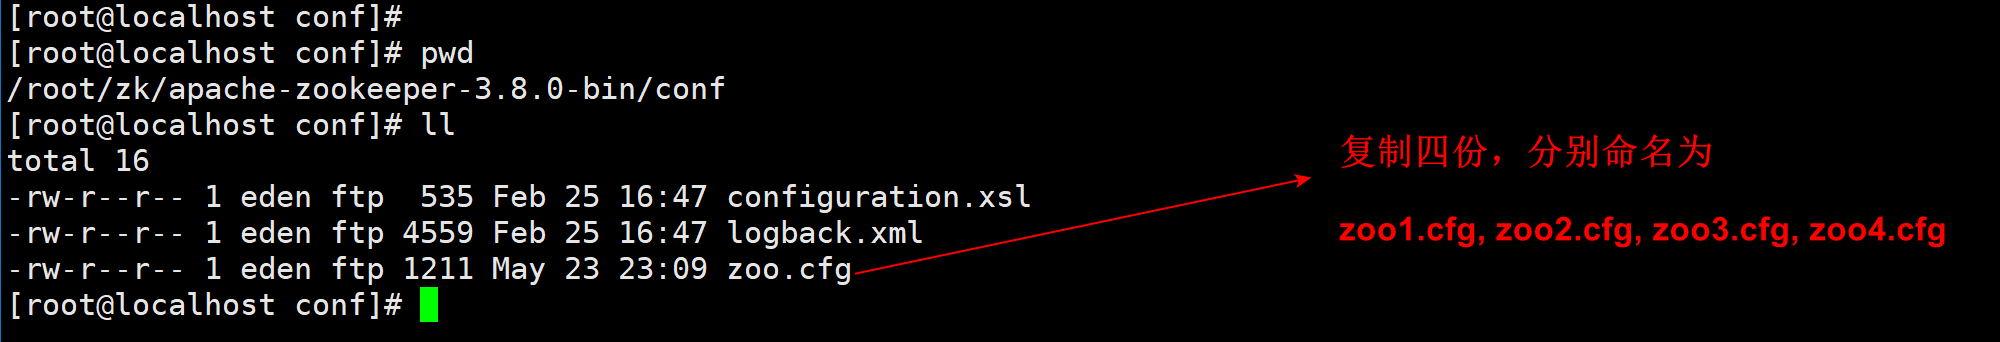 [root@localhost conf]#
[root@localhost conf]# pwd
/root/zk/apache-zookeeper-3.8.0-bin/conf
[root@localhost conf]# ll
total 16
-rw-r--r-- 1 eden ftp  535 Feb 25 16:47 configuration.xsl
-rw-r--r-- 1 eden ftp 4559 Feb 25 16:47 logback.xml
-rw-r--r-- 1 eden ftp 1211 May 23 23:09 zoo.cfg
[root@localhost conf]#
复制四份，分别命名为
zoo1.cfg, zoo2.cfg, zoo3.cfg, zoo4.cfg